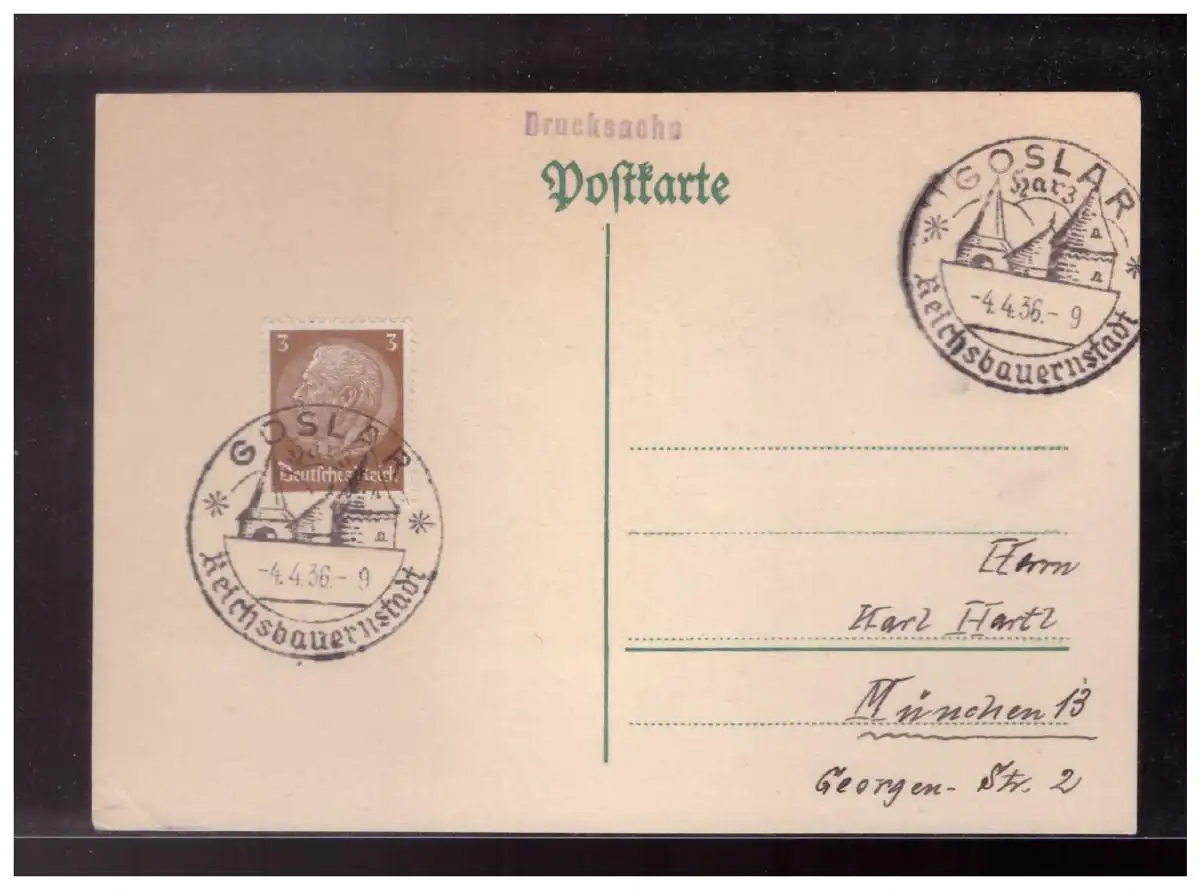 Drucksache
Postkarte
GOSLAR
Harz
-4.4.36.- 9
Reichsbauernstadt
3 3
Deutsches Reich
GOSLAR
Harz
-4.4.36.- 9
Reichsbauernstadt
Herrn
Karl Hartl
München 13
Georgen- Str. 2